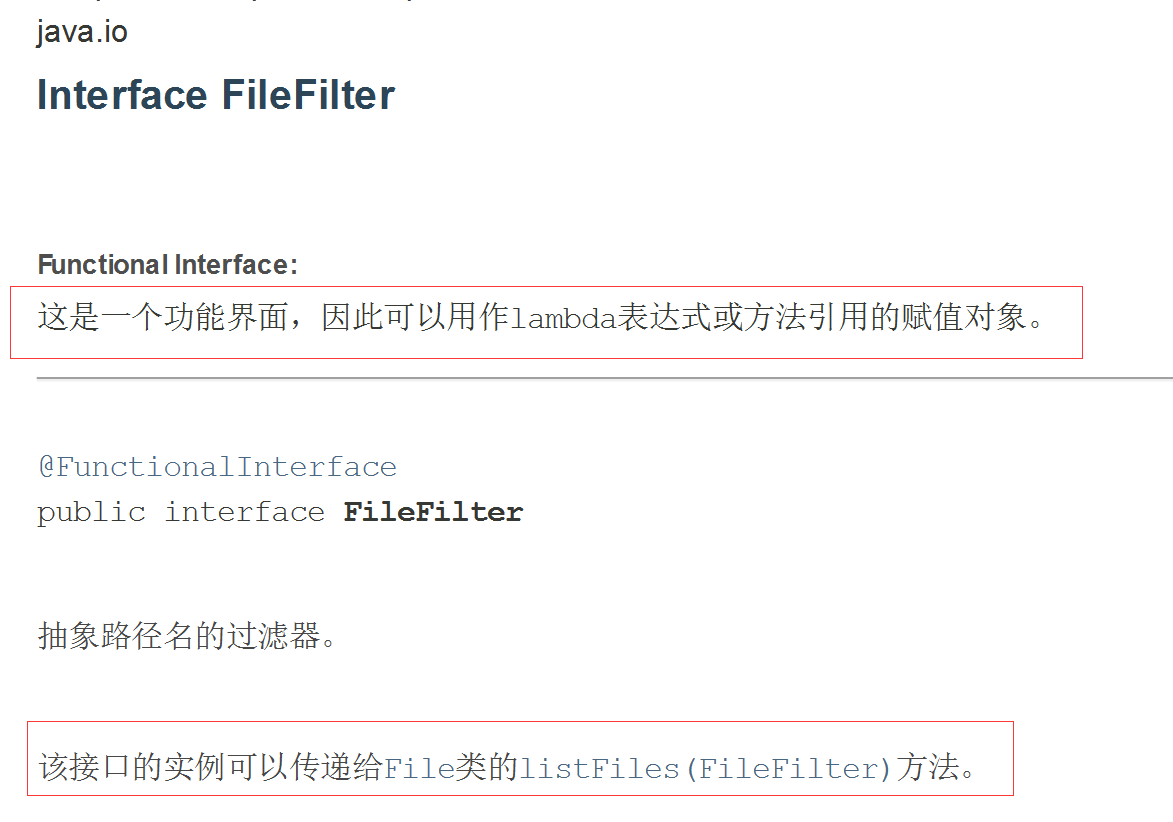 java.io
Interface FileFilter
Functional Interface:
这是一个功能界面，因此可以用作lambda表达式或方法引用的赋值对象。
@FunctionalInterface
public interface FileFilter
抽象路径名的过滤器。
该接口的实例可以传递给File类的listFiles(FileFilter)方法。